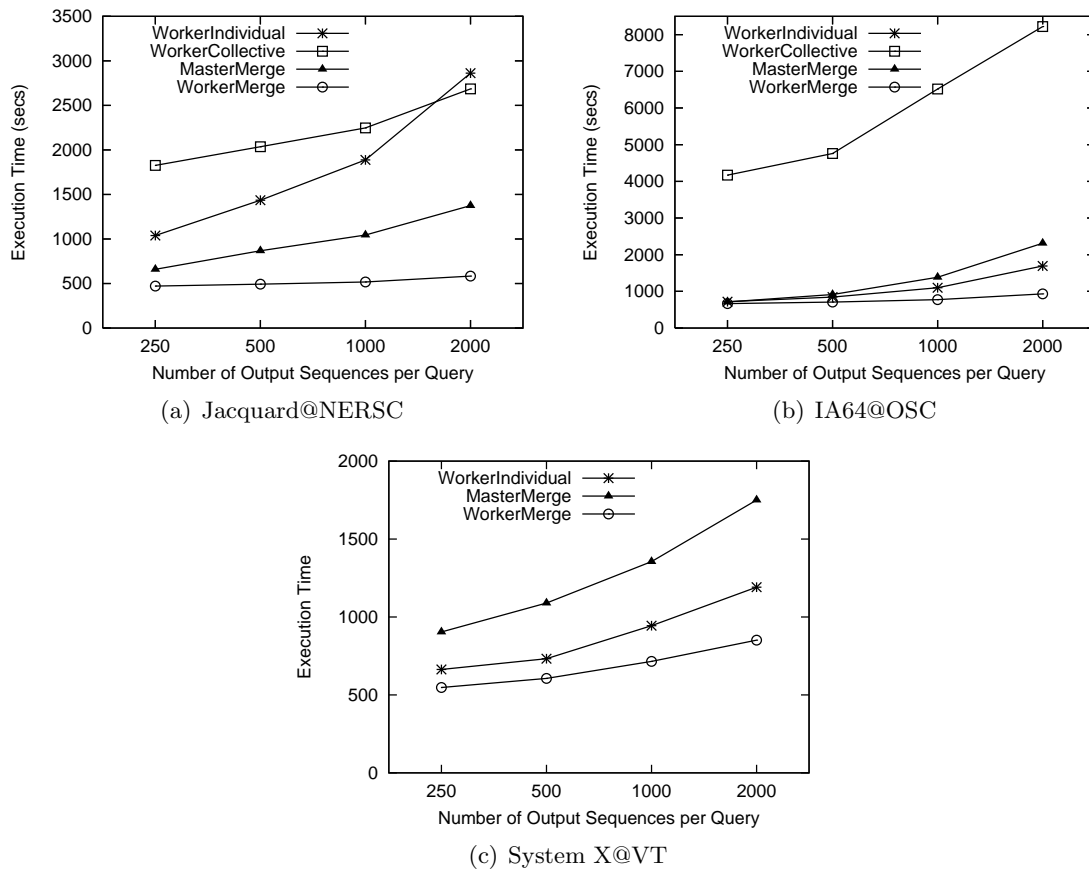 3500
3000
2500
2000
1500
1000
500
0
Execution Time (secs)
WorkerIndividual
WorkerCollective
MasterMerge
WorkerMerge
250 500 1000 2000
Number of Output Sequences per Query
(a) Jacquard@NERSC
8000
7000
6000
5000
4000
3000
2000
1000
0
Execution Time (secs)
WorkerIndividual
WorkerCollective
MasterMerge
WorkerMerge
250 500 1000 2000
Number of Output Sequences per Query
(b) IA64@OSC
2000
1500
1000
500
0
Execution Time
WorkerIndividual
MasterMerge
WorkerMerge
250 500 1000 2000
Number of Output Sequences per Query
(c) System X@VT